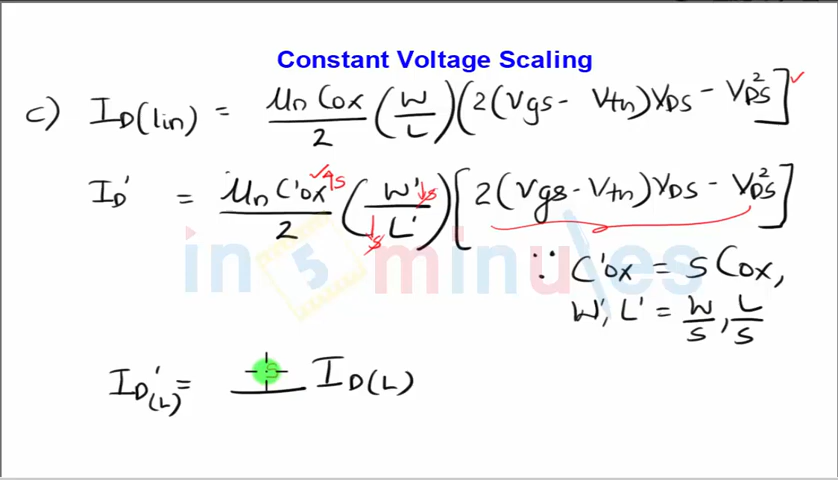 Constant Voltage Scaling
c) ID(lin) = μn Cox / 2 (W/L) (2(Vgs - Vtn)VDS - VDS²] ✓
ID' = μn C'ox / 2 (W'/L') [2(Vgs - Vtn)VDS - VDS²]
✓ ↑s ↓s ↓s
in 5 minutes
∵ C'ox = S Cox,
W', L' = W/S, L/S
ID(L)' = S ID(L)